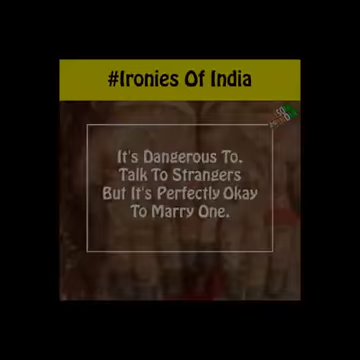 #Ironies Of India
It's Dangerous To.
Talk To Strangers
But It's Perfectly Okay
To Marry One.